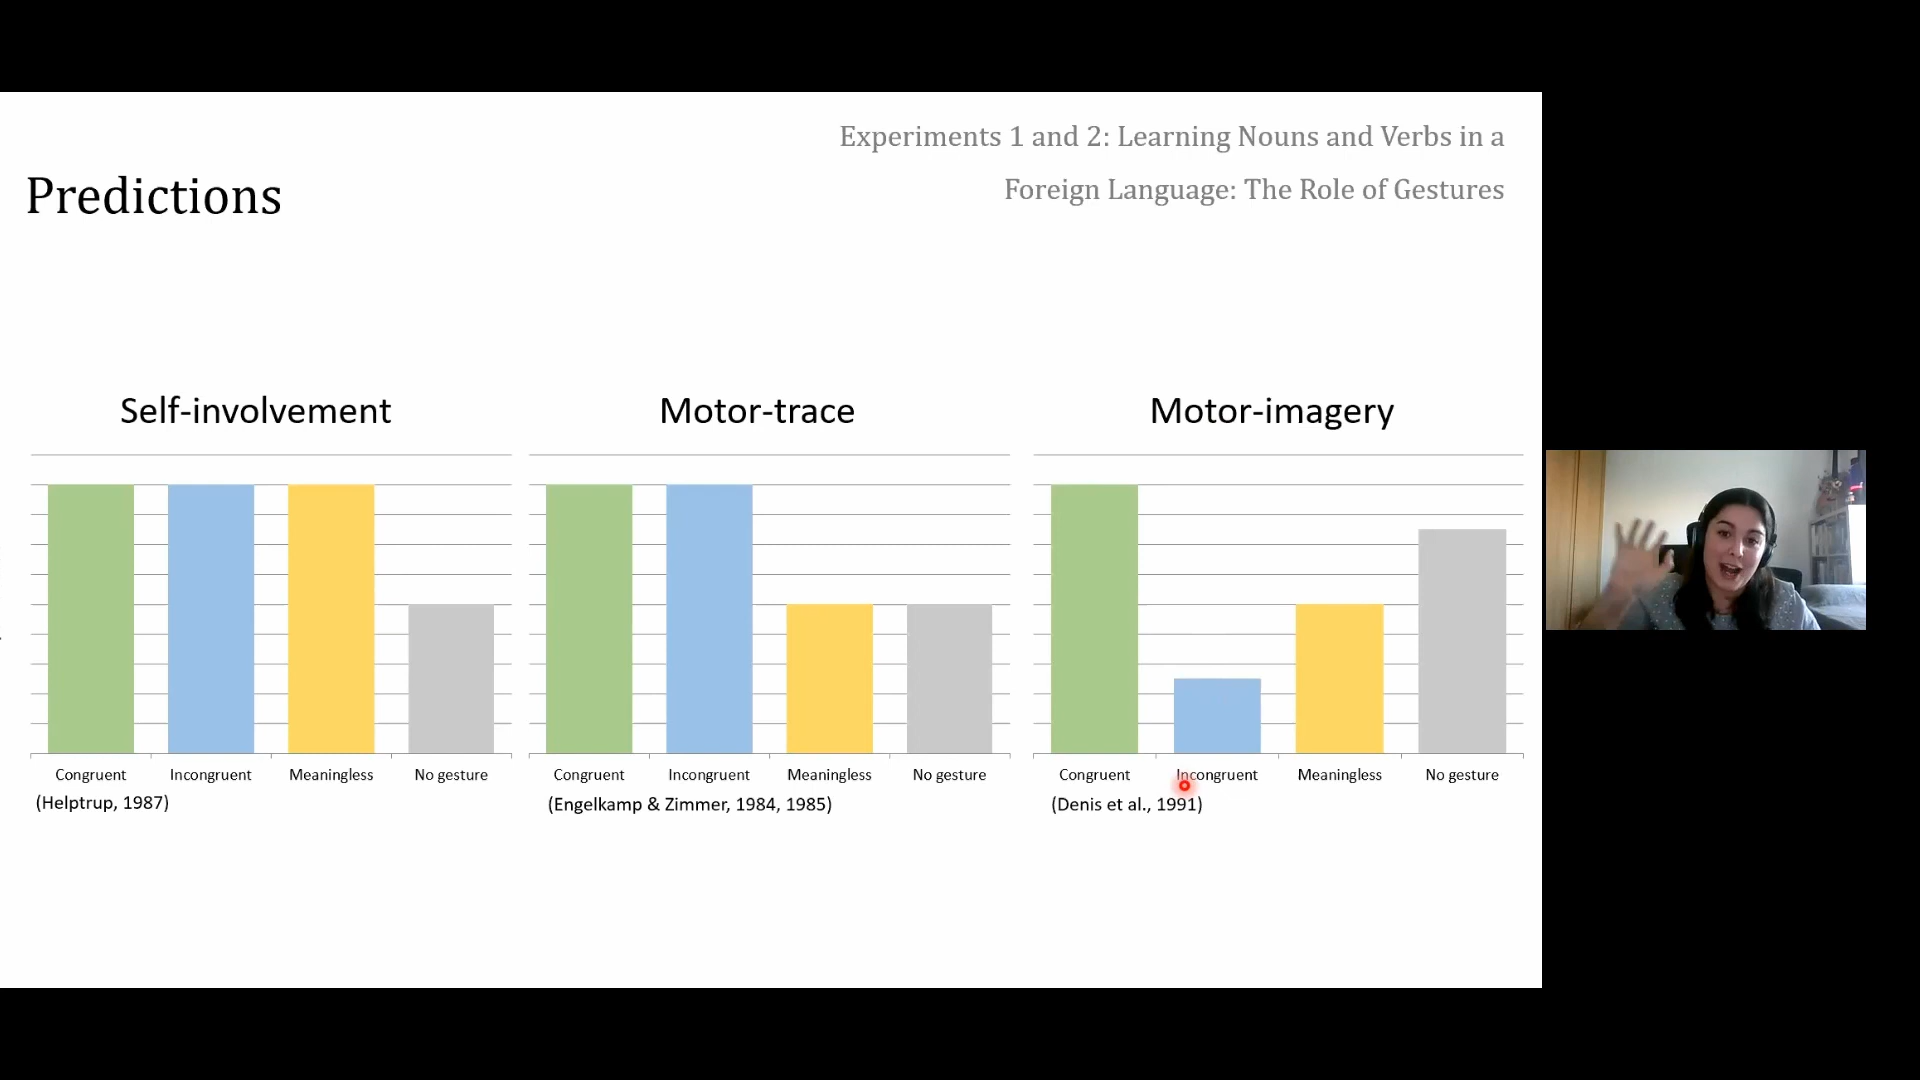 Experiments 1 and 2: Learning Nouns and Verbs in a
Foreign Language: The Role of Gestures
Predictions
Self-involvement
Congruent
Incongruent
Meaningless
No gesture
(Helptrup, 1987)
Motor-trace
Congruent
Incongruent
Meaningless
No gesture
(Engelkamp & Zimmer, 1984, 1985)
Motor-imagery
Congruent
Incongruent
Meaningless
No gesture
(Denis et al., 1991)